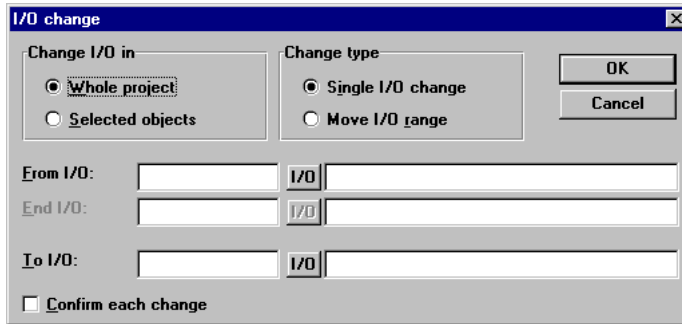 I/O change
Change I/O in
Whole project
Selected objects
Change type
Single I/O change
Move I/O range
OK
Cancel
From I/O:
I/O
End I/O:
I/O
To I/O:
I/O
Confirm each change